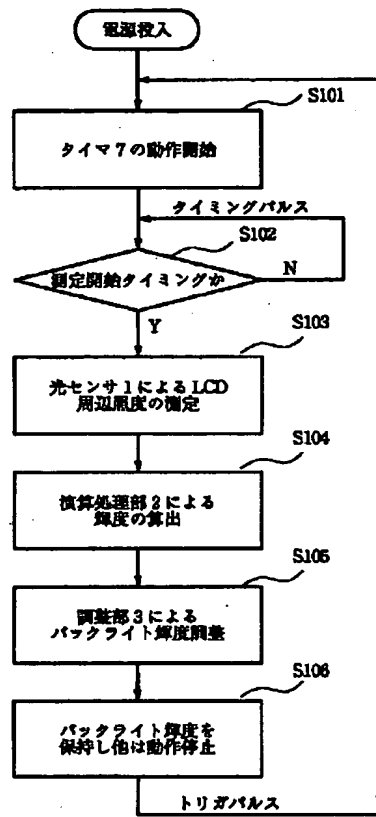 電源投入
S101
タイマ7の動作開始
タイミングパルス
S102
測定開始タイミングか
N
Y
S103
光センサ1によるLCD
周辺照度の測定
S104
演算処理部2による
輝度の算出
S105
調整部3による
バックライト輝度調整
S106
バックライト輝度を
保持し他は動作停止
トリガパルス